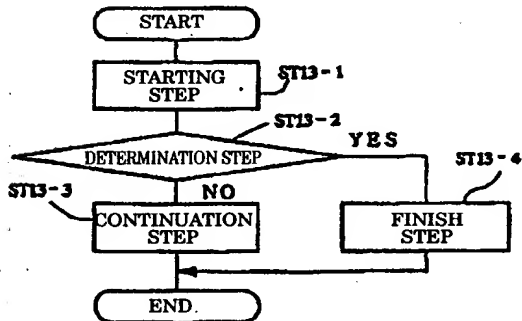 START
STARTING
STEP
ST13-1
ST13-2
DETERMINATION STEP
YES
ST13-4
ST13-3
NO
CONTINUATION
STEP
FINISH
STEP
END